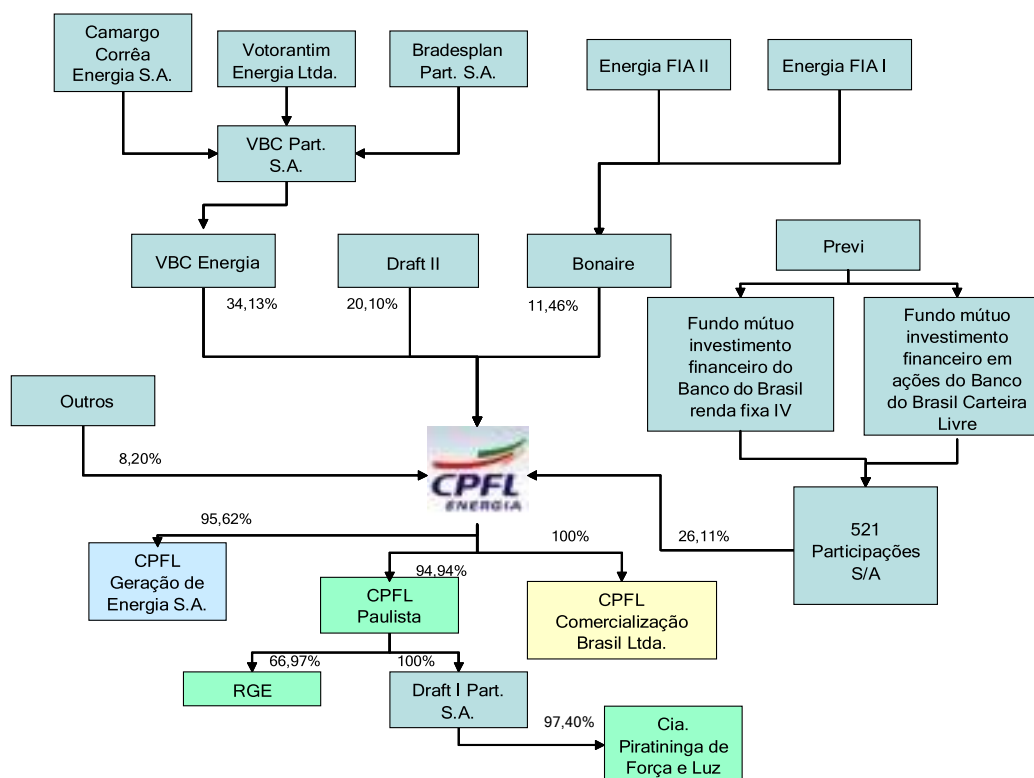 Camargo
Corrêa
Energia S.A.
Votorantim
Energia Ltda.
Bradesplan
Part. S.A.
Energia FIA II
Energia FIA I
VBC Part.
S.A.
VBC Energia
Draft II
Bonaire
Previ
34,13%
20,10%
11,46%
Fundo mútuo
investimento
financeiro do
Banco do Brasil
renda fixa IV
Fundo mútuo
investimento
financeiro em
ações do Banco
do Brasil Carteira
Livre
Outros
8,20%
CPFL
ENERGIA
26,11%
521
Participações
S/A
95,62%
100%
94,94%
CPFL
Geração de
Energia S.A.
CPFL
Paulista
CPFL
Comercialização
Brasil Ltda.
66,97%
100%
RGE
Draft I Part.
S.A.
97,40%
Cia.
Piratininga de
Força e Luz